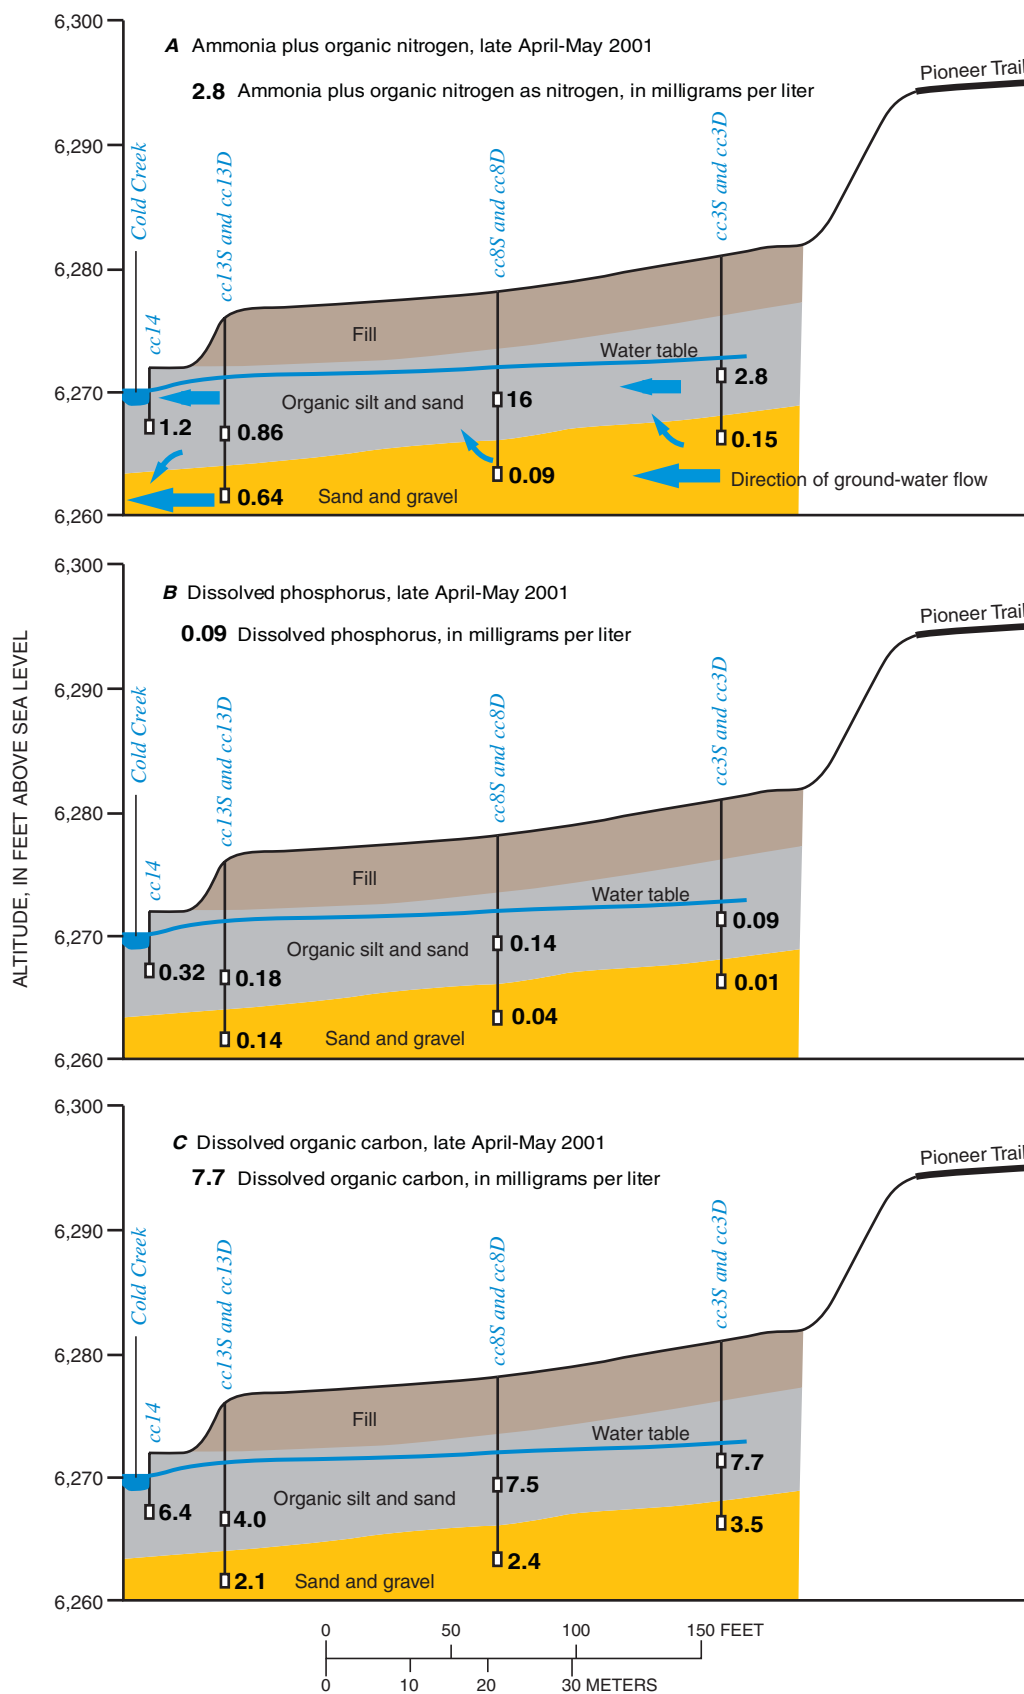 6,300
A Ammonia plus organic nitrogen, late April-May 2001
2.8 Ammonia plus organic nitrogen as nitrogen, in milligrams per liter
Pioneer Trail
6,290
Cold Creek
cc14
cc13S and cc13D
cc8S and cc8D
cc3S and cc3D
6,280
Fill
Water table
6,270
Organic silt and sand
16
2.8
1.2
0.86
0.15
0.09
Direction of ground-water flow
0.64
Sand and gravel
6,260
ALTITUDE, IN FEET ABOVE SEA LEVEL
6,300
B Dissolved phosphorus, late April-May 2001
0.09 Dissolved phosphorus, in milligrams per liter
Pioneer Trail
6,290
Cold Creek
cc14
cc13S and cc13D
cc8S and cc8D
cc3S and cc3D
6,280
Fill
Water table
6,270
Organic silt and sand
0.14
0.09
0.32
0.18
0.01
0.04
0.14
Sand and gravel
6,260
6,300
C Dissolved organic carbon, late April-May 2001
7.7 Dissolved organic carbon, in milligrams per liter
Pioneer Trail
6,290
Cold Creek
cc14
cc13S and cc13D
cc8S and cc8D
cc3S and cc3D
6,280
Fill
Water table
6,270
7.7
7.5
Organic silt and sand
6.4
4.0
3.5
2.4
2.1
Sand and gravel
6,260
0 50 100 150 FEET
0 10 20 30 METERS